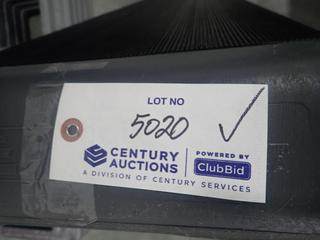 LOT NO
5020 ✓
CENTURY AUCTIONS
POWERED BY
ClubBid
A DIVISION OF CENTURY SERVICES